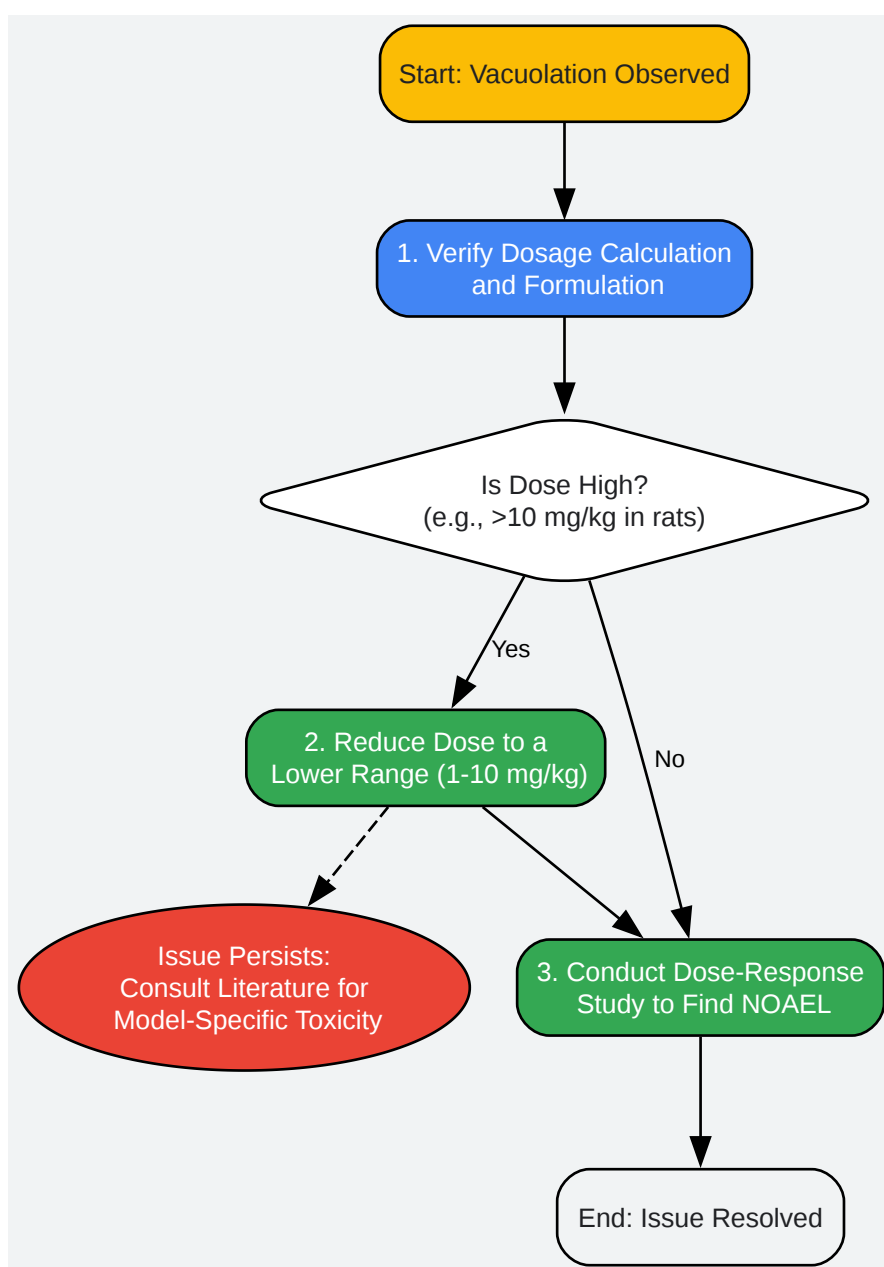 Start: Vacuolation Observed
1. Verify Dosage Calculation
and Formulation
Is Dose High?
(e.g., >10 mg/kg in rats)
Yes
2. Reduce Dose to a
Lower Range (1-10 mg/kg)
No
Issue Persists:
Consult Literature for
Model-Specific Toxicity
3. Conduct Dose-Response
Study to Find NOAEL
End: Issue Resolved